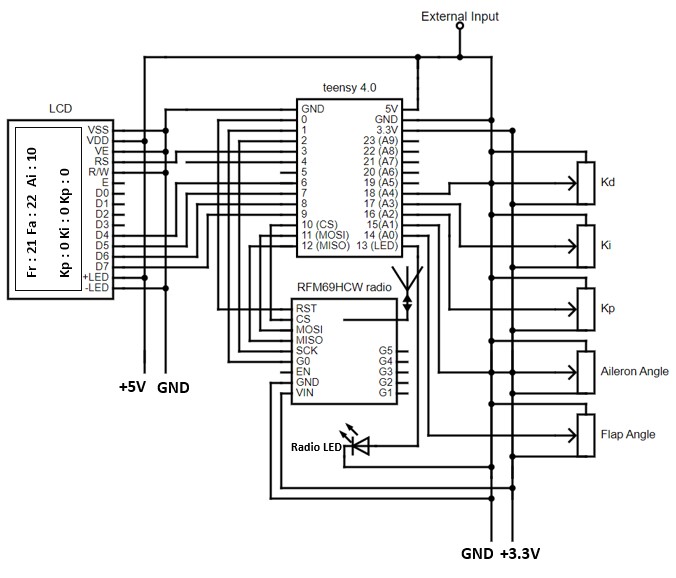 External Input
teensy 4.0
LCD
GND 5V
0 GND
1 3.3V
2 23 (A9)
3 22 (A8)
4 21 (A7)
5 20 (A6)
6 19 (A5)
7 18 (A4)
8 17 (A3)
9 16 (A2)
10 (CS) 15(A1)
11 (MOSI) 14 (A0)
12 (MISO) 13 (LED)
VSS
VDD
VE
RS
R/W
E
D0
D1
D2
D3
D4
D5
D6
D7
+LED
-LED
Fr : 21 Fa : 22 Ai : 10
Kp : 0 Ki : 0 Kp : 0
Kd
Ki
Kp
Aileron Angle
Flap Angle
RFM69HCW radio
RST
CS
MOSI
MISO
SCK G5
G0 G4
EN G3
GND G2
VIN G1
+5V GND
Radio LED
GND +3.3V